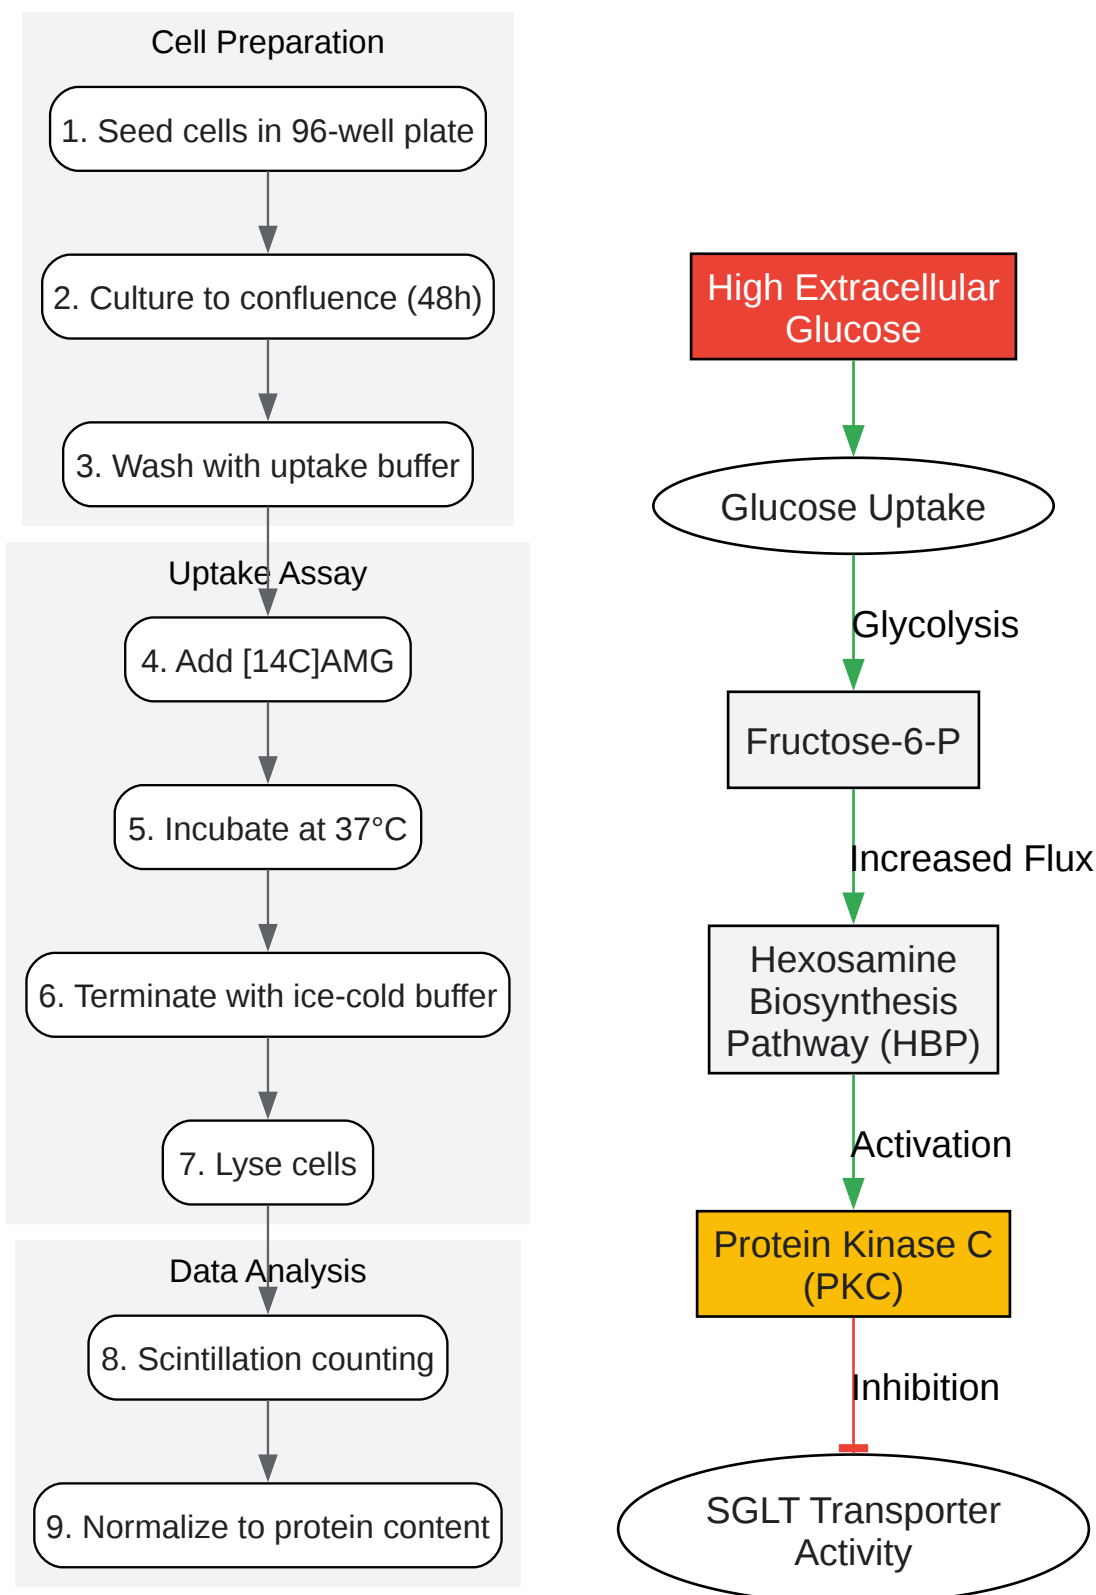 Cell Preparation
1. Seed cells in 96-well plate
2. Culture to confluence (48h)
3. Wash with uptake buffer
Uptake Assay
4. Add [14C]AMG
5. Incubate at 37°C
6. Terminate with ice-cold buffer
7. Lyse cells
Data Analysis
8. Scintillation counting
9. Normalize to protein content
High Extracellular
Glucose
Glucose Uptake
Glycolysis
Fructose-6-P
Increased Flux
Hexosamine
Biosynthesis
Pathway (HBP)
Activation
Protein Kinase C
(PKC)
Inhibition
SGLT Transporter
Activity